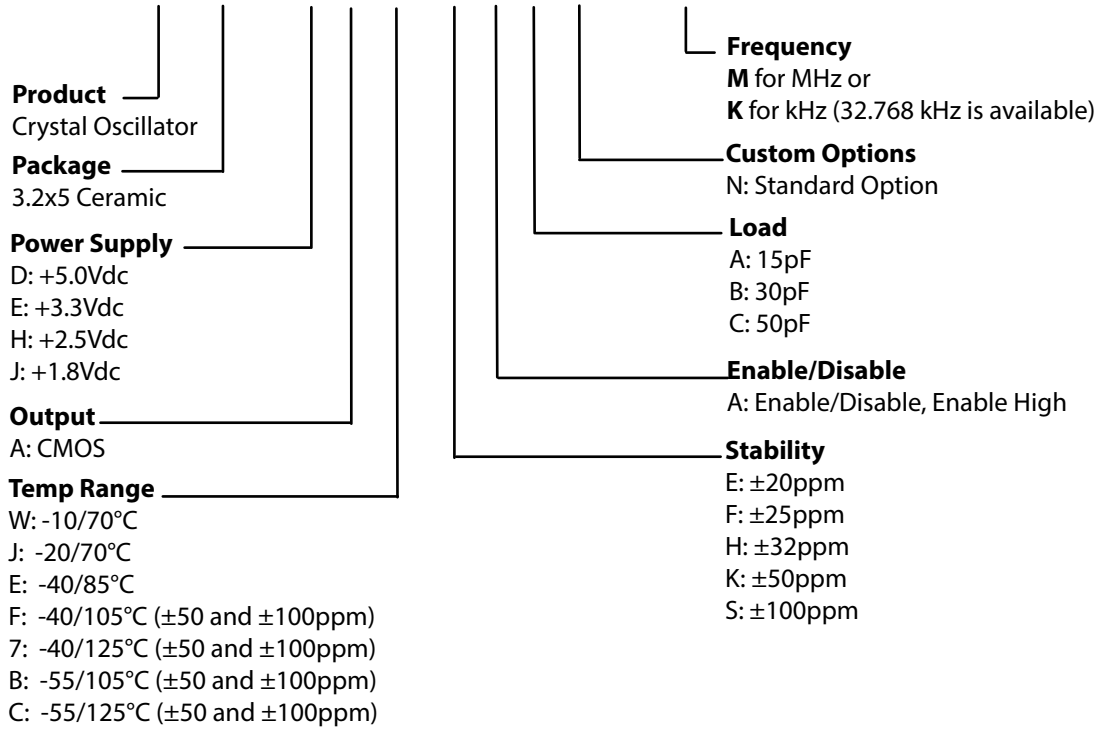 Product
Crystal Oscillator
Package
3.2x5 Ceramic
Power Supply
D: +5.0Vdc
E: +3.3Vdc
H: +2.5Vdc
J: +1.8Vdc
Output
A: CMOS
Temp Range
W: -10/70°C
J: -20/70°C
E: -40/85°C
F: -40/105°C (±50 and ±100ppm)
7: -40/125°C (±50 and ±100ppm)
B: -55/105°C (±50 and ±100ppm)
C: -55/125°C (±50 and ±100ppm)
Frequency
M for MHz or
K for kHz (32.768 kHz is available)
Custom Options
N: Standard Option
Load
A: 15pF
B: 30pF
C: 50pF
Enable/Disable
A: Enable/Disable, Enable High
Stability
E: ±20ppm
F: ±25ppm
H: ±32ppm
K: ±50ppm
S: ±100ppm